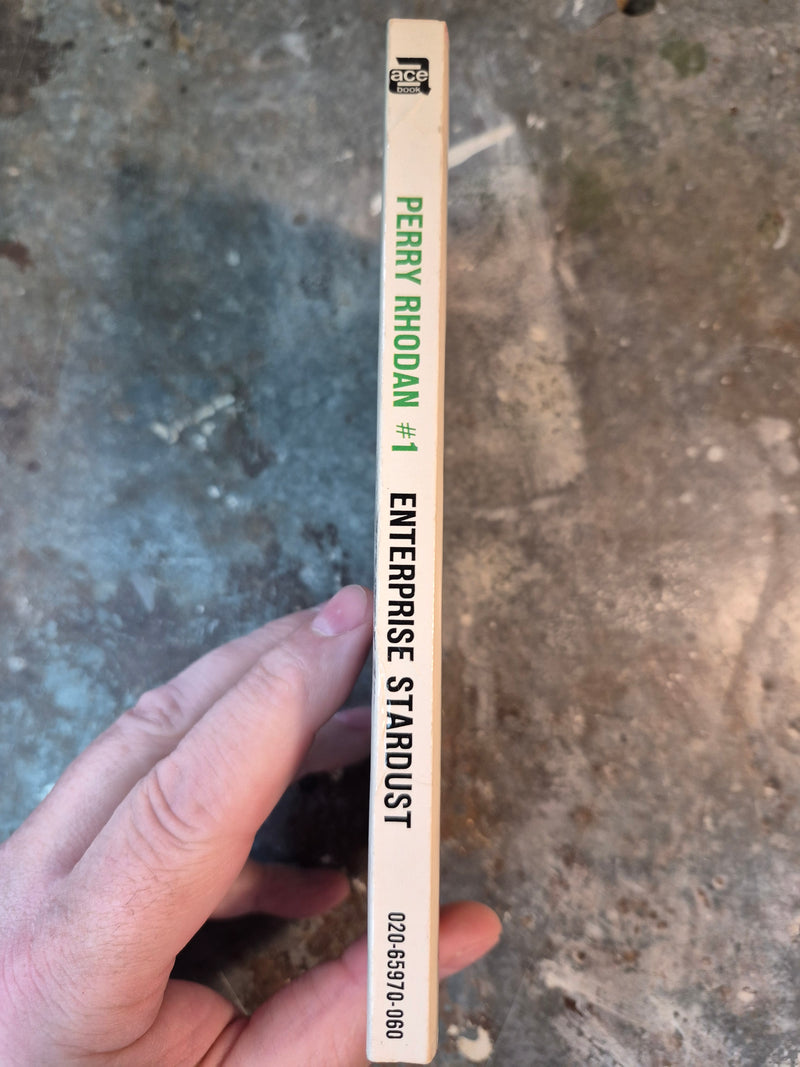 ace
book
PERRY RHODAN #1 ENTERPRISE STARDUST
020-65970-060